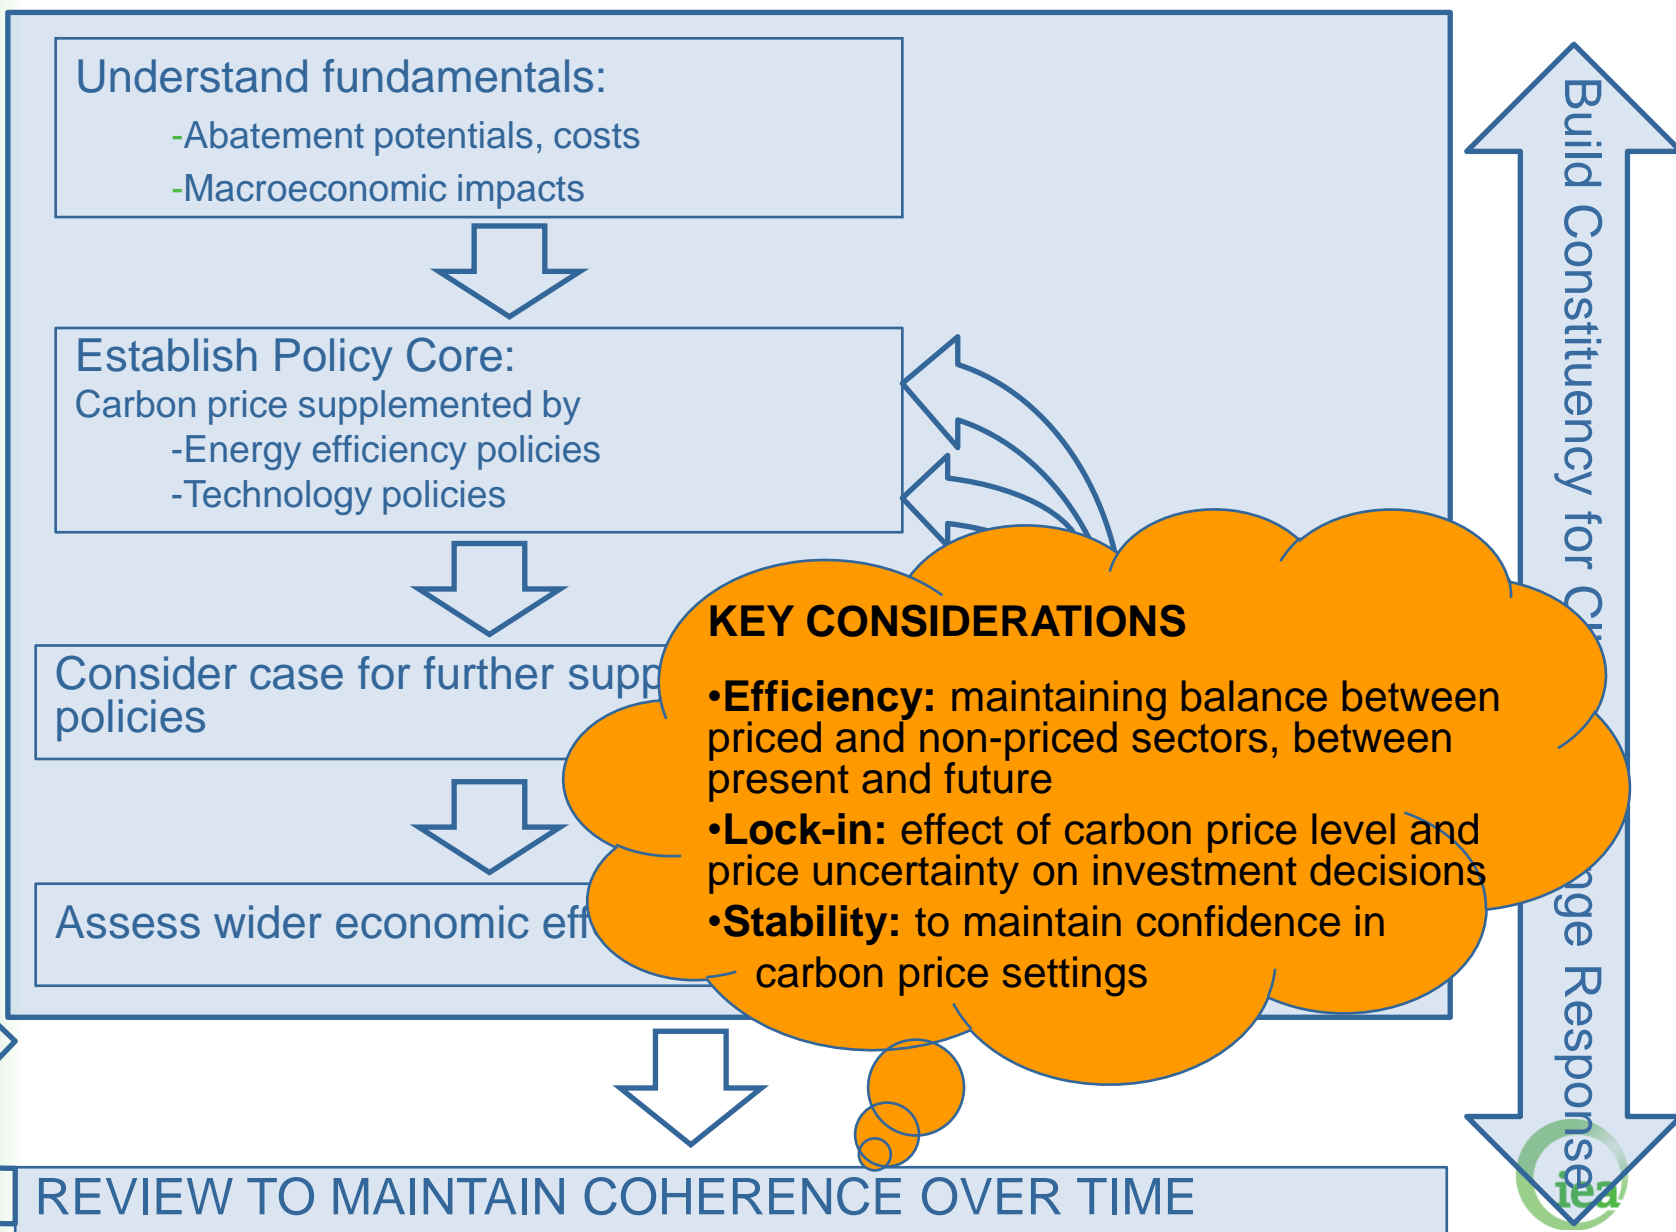 Understand fundamentals:
-Abatement potentials, costs
-Macroeconomic impacts
Establish Policy Core:
Carbon price supplemented by
-Energy efficiency policies
-Technology policies
Consider case for further
policies
Assess wider economic
KEY CONSIDERATIONS
•Efficiency: maintaining balance between
priced and non-priced sectors, between
present and future
•Lock-in: effect of carbon price level and
price uncertainty on investment decisions
•Stability: to maintain confidence in
carbon price settings
REVIEW TO MAINTAIN COHERENCE OVER TIME
Build Constituency for Response
iea